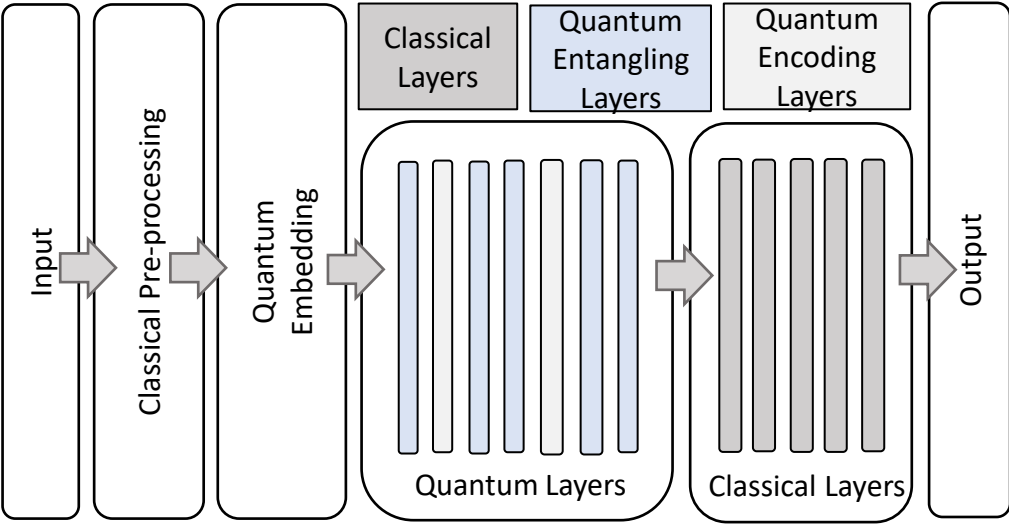 Input
Classical Pre-processing
Quantum
Embedding
Classical
Layers
Quantum
Entangling
Layers
Quantum
Encoding
Layers
Quantum Layers
Classical Layers
Output